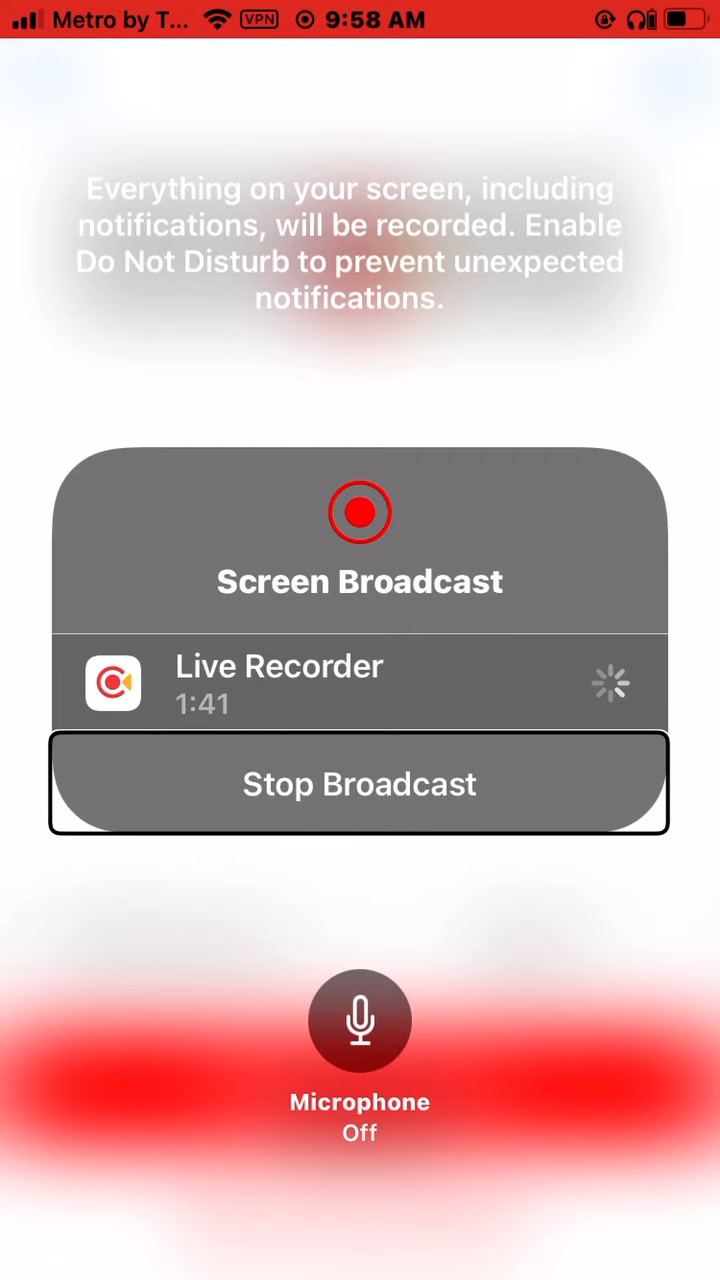 Metro by T... VPN 9:58 AM
Everything on your screen, including
notifications, will be recorded. Enable
Do Not Disturb to prevent unexpected
notifications.
Screen Broadcast
Live Recorder
1:41
Stop Broadcast
Microphone
Off